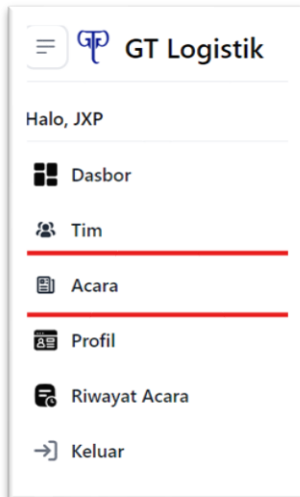 GT Logistik
Halo, JXP
Dasbor
Tim
Acara
Profil
Riwayat Acara
Keluar